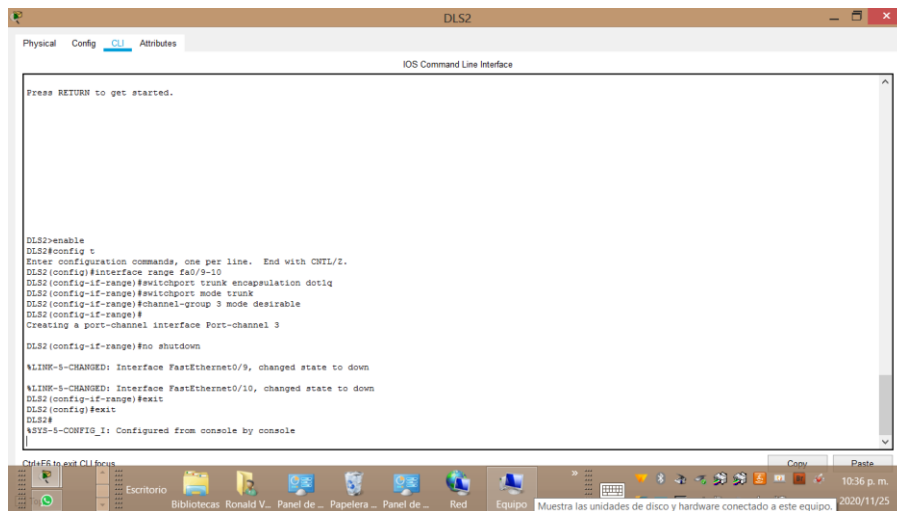 DLS2
Physical Config CLI Attributes
IOS Command Line Interface
Press RETURN to get started.
DLS2>enable
DLS2#config t
Enter configuration commands, one per line. End with CNTL/Z.
DLS2(config)#interface range fa0/9-10
DLS2(config-if-range)#switchport trunk encapsulation dot1q
DLS2(config-if-range)#switchport mode trunk
DLS2(config-if-range)#channel-group 3 mode desirable
DLS2(config-if-range)#
Creating a port-channel interface Port-channel 3
DLS2(config-if-range)#no shutdown
%LINK-5-CHANGED: Interface FastEthernet0/9, changed state to down
%LINK-5-CHANGED: Interface FastEthernet0/10, changed state to down
DLS2(config-if-range)#exit
DLS2(config)#exit
DLS2#
%SYS-5-CONFIG_I: Configured from console by console
Ctrl+F6 to exit CLI focus
Copy Paste
Escritorio
Bibliotecas Ronald V... Panel de ... Papelera ... Panel de ... Red Equipo
10:36 p. m.
Muestra las unidades de disco y hardware conectado a este equipo.
2020/11/25